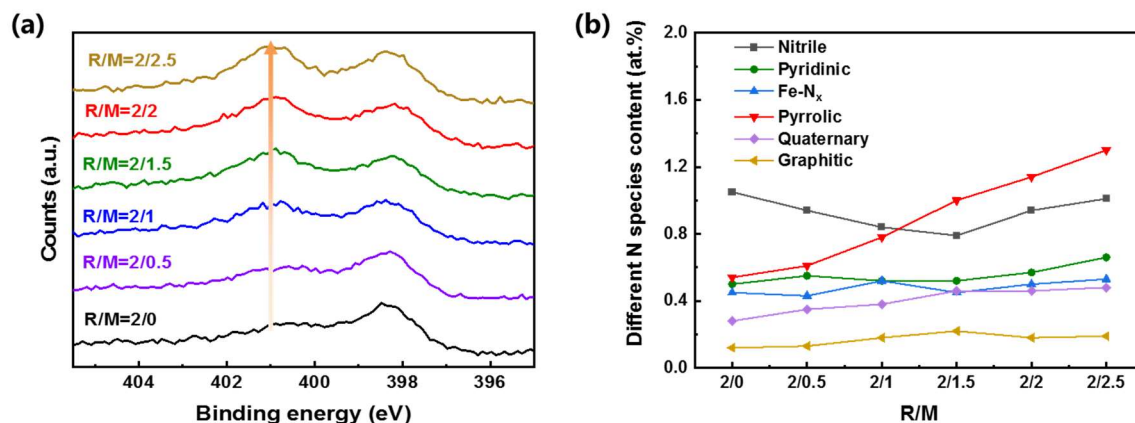 (a)
R/M=2/2.5
R/M=2/2
R/M=2/1.5
R/M=2/1
R/M=2/0.5
R/M=2/0
Counts (a.u.)
404 402 400 398 396
Binding energy (eV)
(b)
2.0
1.6
1.2
0.8
0.4
0.0
Different N species content (at.%)
Nitrile
Pyridinic
Fe-Nx
Pyrrolic
Quaternary
Graphitic
2/0 2/0.5 2/1 2/1.5 2/2 2/2.5
R/M